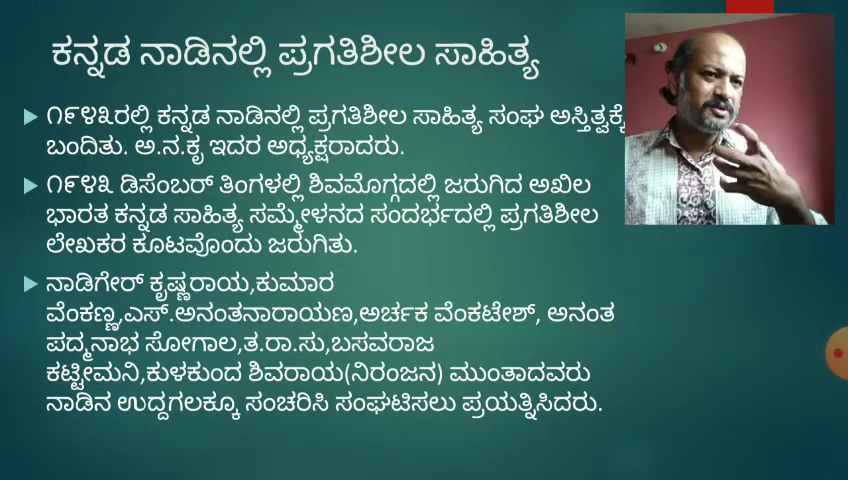 ಕನ್ನಡ ನಾಡಿನಲ್ಲಿ ಪ್ರಗತಿಶೀಲ ಸಾಹಿತ್ಯ
೧೯೪೩ರಲ್ಲಿ ಕನ್ನಡ ನಾಡಿನಲ್ಲಿ ಪ್ರಗತಿಶೀಲ ಸಾಹಿತ್ಯ ಸಂಘ ಅಸ್ತಿತ್ವಕ್ಕೆ
ಬಂದಿತು. ಅ.ನ.ಕೃ ಇದರ ಅಧ್ಯಕ್ಷರಾದರು.
೧೯೪೩ ಡಿಸೆಂಬರ್ ತಿಂಗಳಲ್ಲಿ ಶಿವಮೊಗ್ಗದಲ್ಲಿ ಜರುಗಿದ ಅಖಿಲ
ಭಾರತ ಕನ್ನಡ ಸಾಹಿತ್ಯ ಸಮ್ಮೇಳನದ ಸಂದರ್ಭದಲ್ಲಿ ಪ್ರಗತಿಶೀಲ
ಲೇಖಕರ ಕೂಟವೊಂದು ಜರುಗಿತು.
ನಾಡಿಗೇರ್ ಕೃಷ್ಣರಾಯ,ಕುಮಾರ
ವೆಂಕಣ್ಣ,ಎಸ್.ಅನಂತನಾರಾಯಣ,ಅರ್ಚಕ ವೆಂಕಟೇಶ್, ಅನಂತ
ಪದ್ಮನಾಭ ಸೋಗಾಲ,ತ.ರಾ.ಸು,ಬಸವರಾಜ
ಕಟ್ಟೀಮನಿ,ಕುಳಕುಂದ ಶಿವರಾಯ(ನಿರಂಜನ) ಮುಂತಾದವರು
ನಾಡಿನ ಉದ್ದಗಲಕ್ಕೂ ಸಂಚರಿಸಿ ಸಂಘಟಿಸಲು ಪ್ರಯತ್ನಿಸಿದರು.